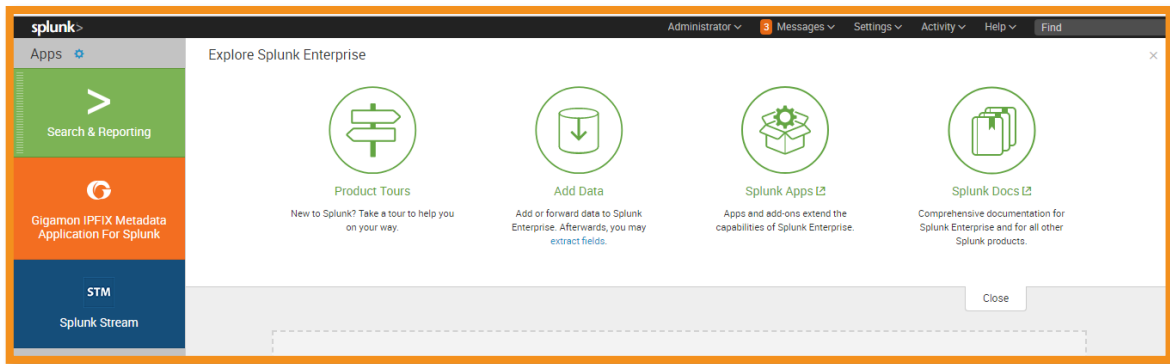 splunk>
Administrator
3 Messages
Settings
Activity
Help
Find
Apps
Explore Splunk Enterprise
×
>
Search & Reporting
G
Gigamon IPFIX Metadata
Application For Splunk
STM
Splunk Stream
Product Tours
New to Splunk? Take a tour to help you
on your way.
Add Data
Add or forward data to Splunk
Enterprise. Afterwards, you may
extract fields.
Splunk Apps
Apps and add-ons extend the
capabilities of Splunk Enterprise.
Splunk Docs
Comprehensive documentation for
Splunk Enterprise and for all other
Splunk products.
Close